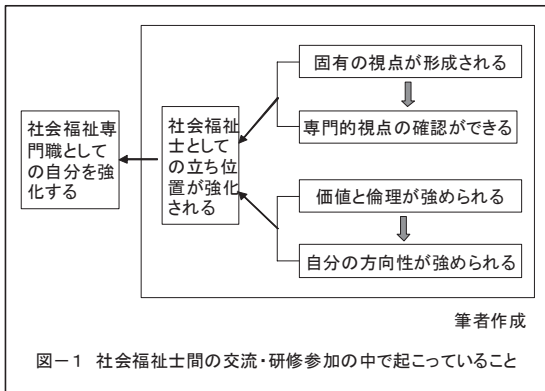 固有の視点が形成される
専門的視点の確認ができる
社会福祉専
門職として
の自分を強
化する
社会福祉
士として
の立ち位
置が強化
される
価値と倫理が強められる
自分の方向性が強められる
筆者作成
図－1 社会福祉士間の交流・研修参加の中で起こっていること